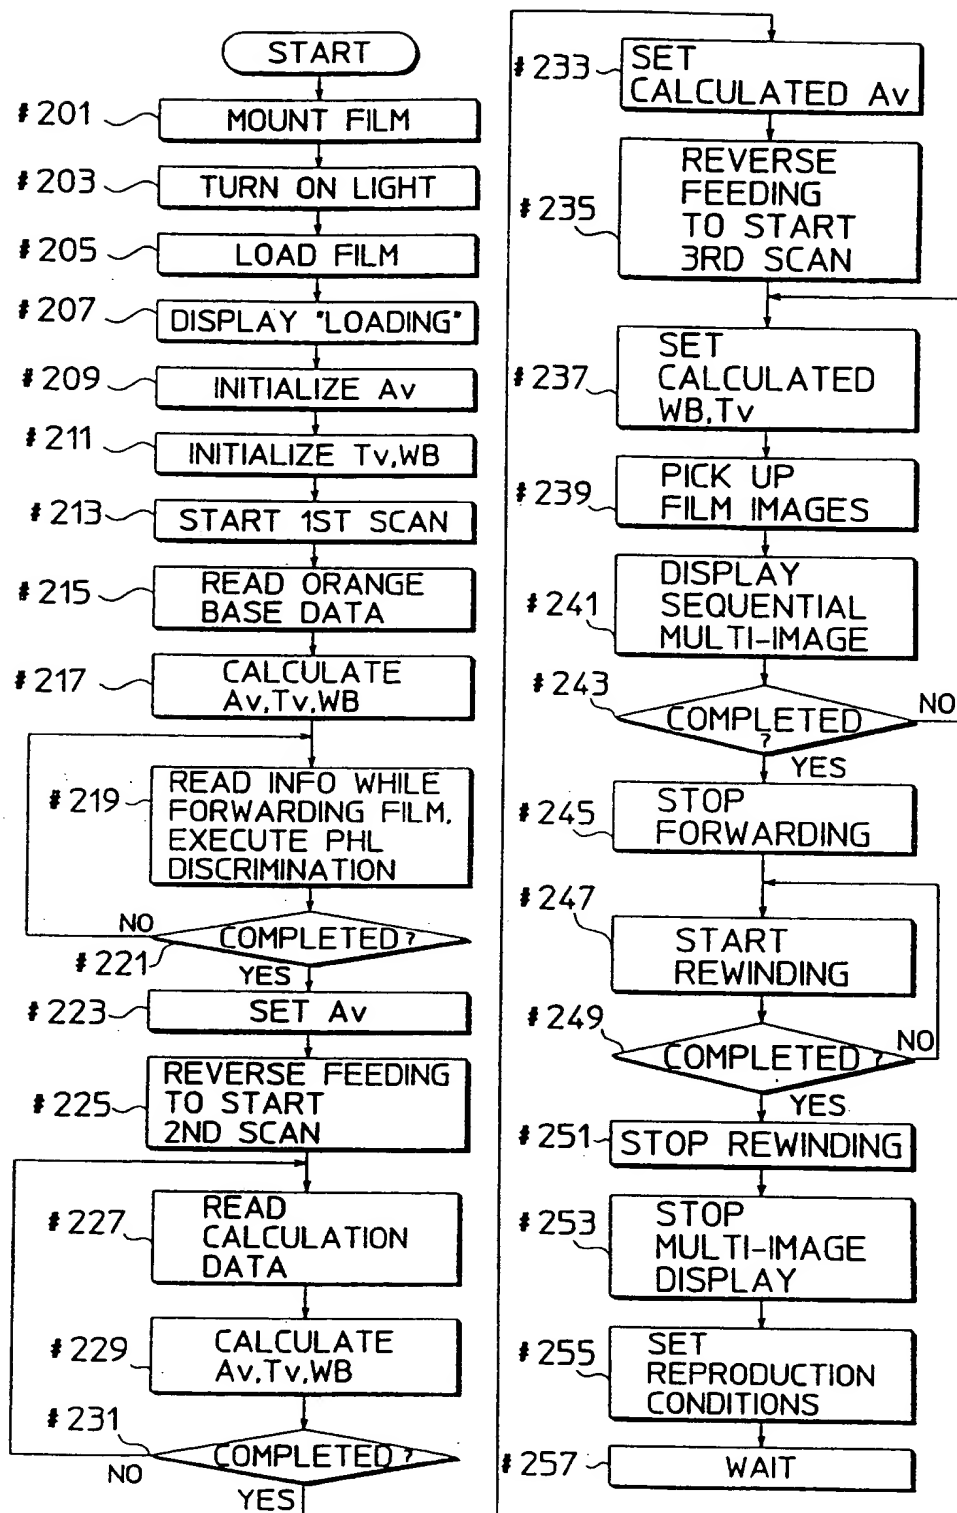 START
#201
MOUNT FILM
#203
TURN ON LIGHT
#205
LOAD FILM
#207
DISPLAY "LOADING"
#209
INITIALIZE Av
#211
INITIALIZE Tv,WB
#213
START 1ST SCAN
#215
READ ORANGE
BASE DATA
#217
CALCULATE
Av,Tv,WB
#219
READ INFO WHILE
FORWARDING FILM,
EXECUTE PHL
DISCRIMINATION
NO
COMPLETED?
#221
YES
#223
SET Av
#225
REVERSE FEEDING
TO START
2ND SCAN
#227
READ
CALCULATION
DATA
#229
CALCULATE
Av,Tv,WB
#231
COMPLETED?
NO
YES
#233
SET
CALCULATED Av
#235
REVERSE
FEEDING
TO START
3RD SCAN
#237
SET
CALCULATED
WB,Tv
#239
PICK UP
FILM IMAGES
#241
DISPLAY
SEQUENTIAL
MULTI-IMAGE
#243
COMPLETED
?
NO
YES
#245
STOP
FORWARDING
#247
START
REWINDING
#249
COMPLETED?
NO
YES
#251
STOP REWINDING
#253
STOP
MULTI-IMAGE
DISPLAY
#255
SET
REPRODUCTION
CONDITIONS
#257
WAIT